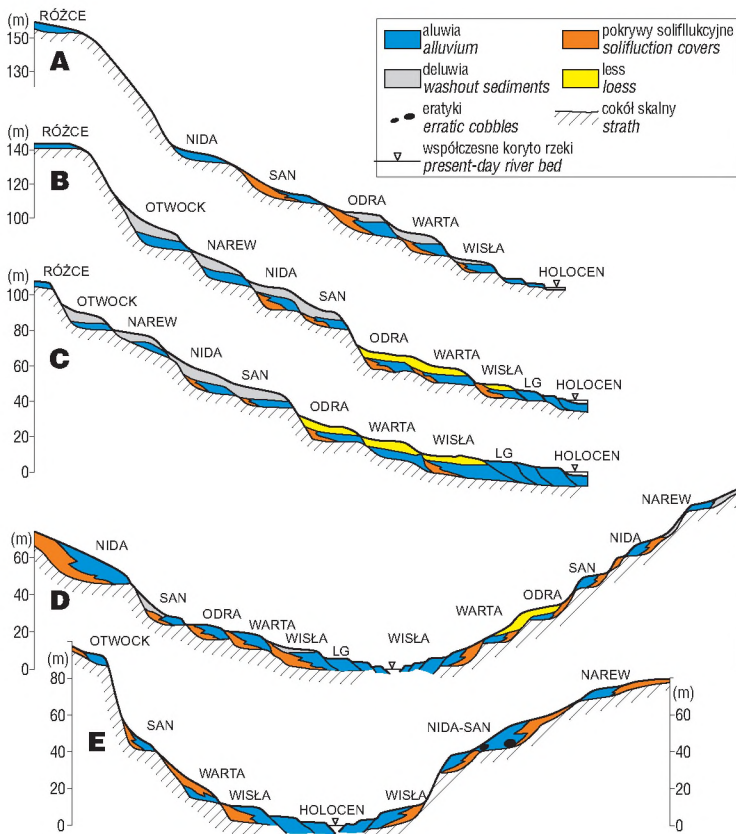 aluwia
alluvium
pokrywy solifllukcyjne
solifluction covers
deluwia
washout sediments
less
loess
eratyki
erratic cobbles
cokół skalny
strath
współczesne koryto rzeki
present-day river bed
(m)
RÓŻCE
150
130
A
NIDA
SAN
ODRA
WARTA
WISŁA
HOLOCEN
RÓŻCE
(m)
140
120
100
B
OTWOCK
NAREW
NIDA
SAN
ODRA
WARTA
WISŁA
LG
HOLOCEN
RÓŻCE
(m)
100
80
60
40
20
0
C
OTWOCK
NAREW
NIDA
SAN
ODRA
WARTA
WISŁA
LG
HOLOCEN
(m)
60
40
20
0
D
NIDA
SAN
ODRA
WARTA
WISŁA
LG
WISŁA
WARTA
ODRA
SAN
NIDA
NAREW
OTWOCK
(m)
80
60
40
20
0
E
SAN
WARTA
WISŁA
HOLOCEN
WISŁA
NIDA-SAN
NAREW
(m)
60
40
20
0